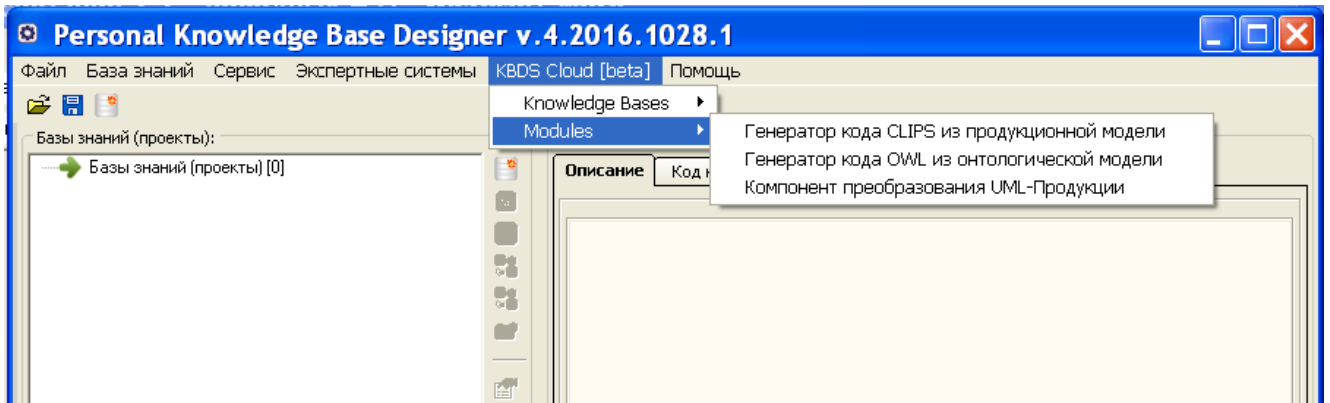 Personal Knowledge Base Designer v.4.2016.1028.1
Файл База знаний Сервис Экспертные системы KBDS Cloud [beta] Помощь
Knowledge Bases
Базы знаний (проекты):
Modules
Генератор кода CLIPS из продукционной модели
Базы знаний (проекты) [0]
Генератор кода OWL из онтологической модели
Описание Код
Компонент преобразования UML-Продукции